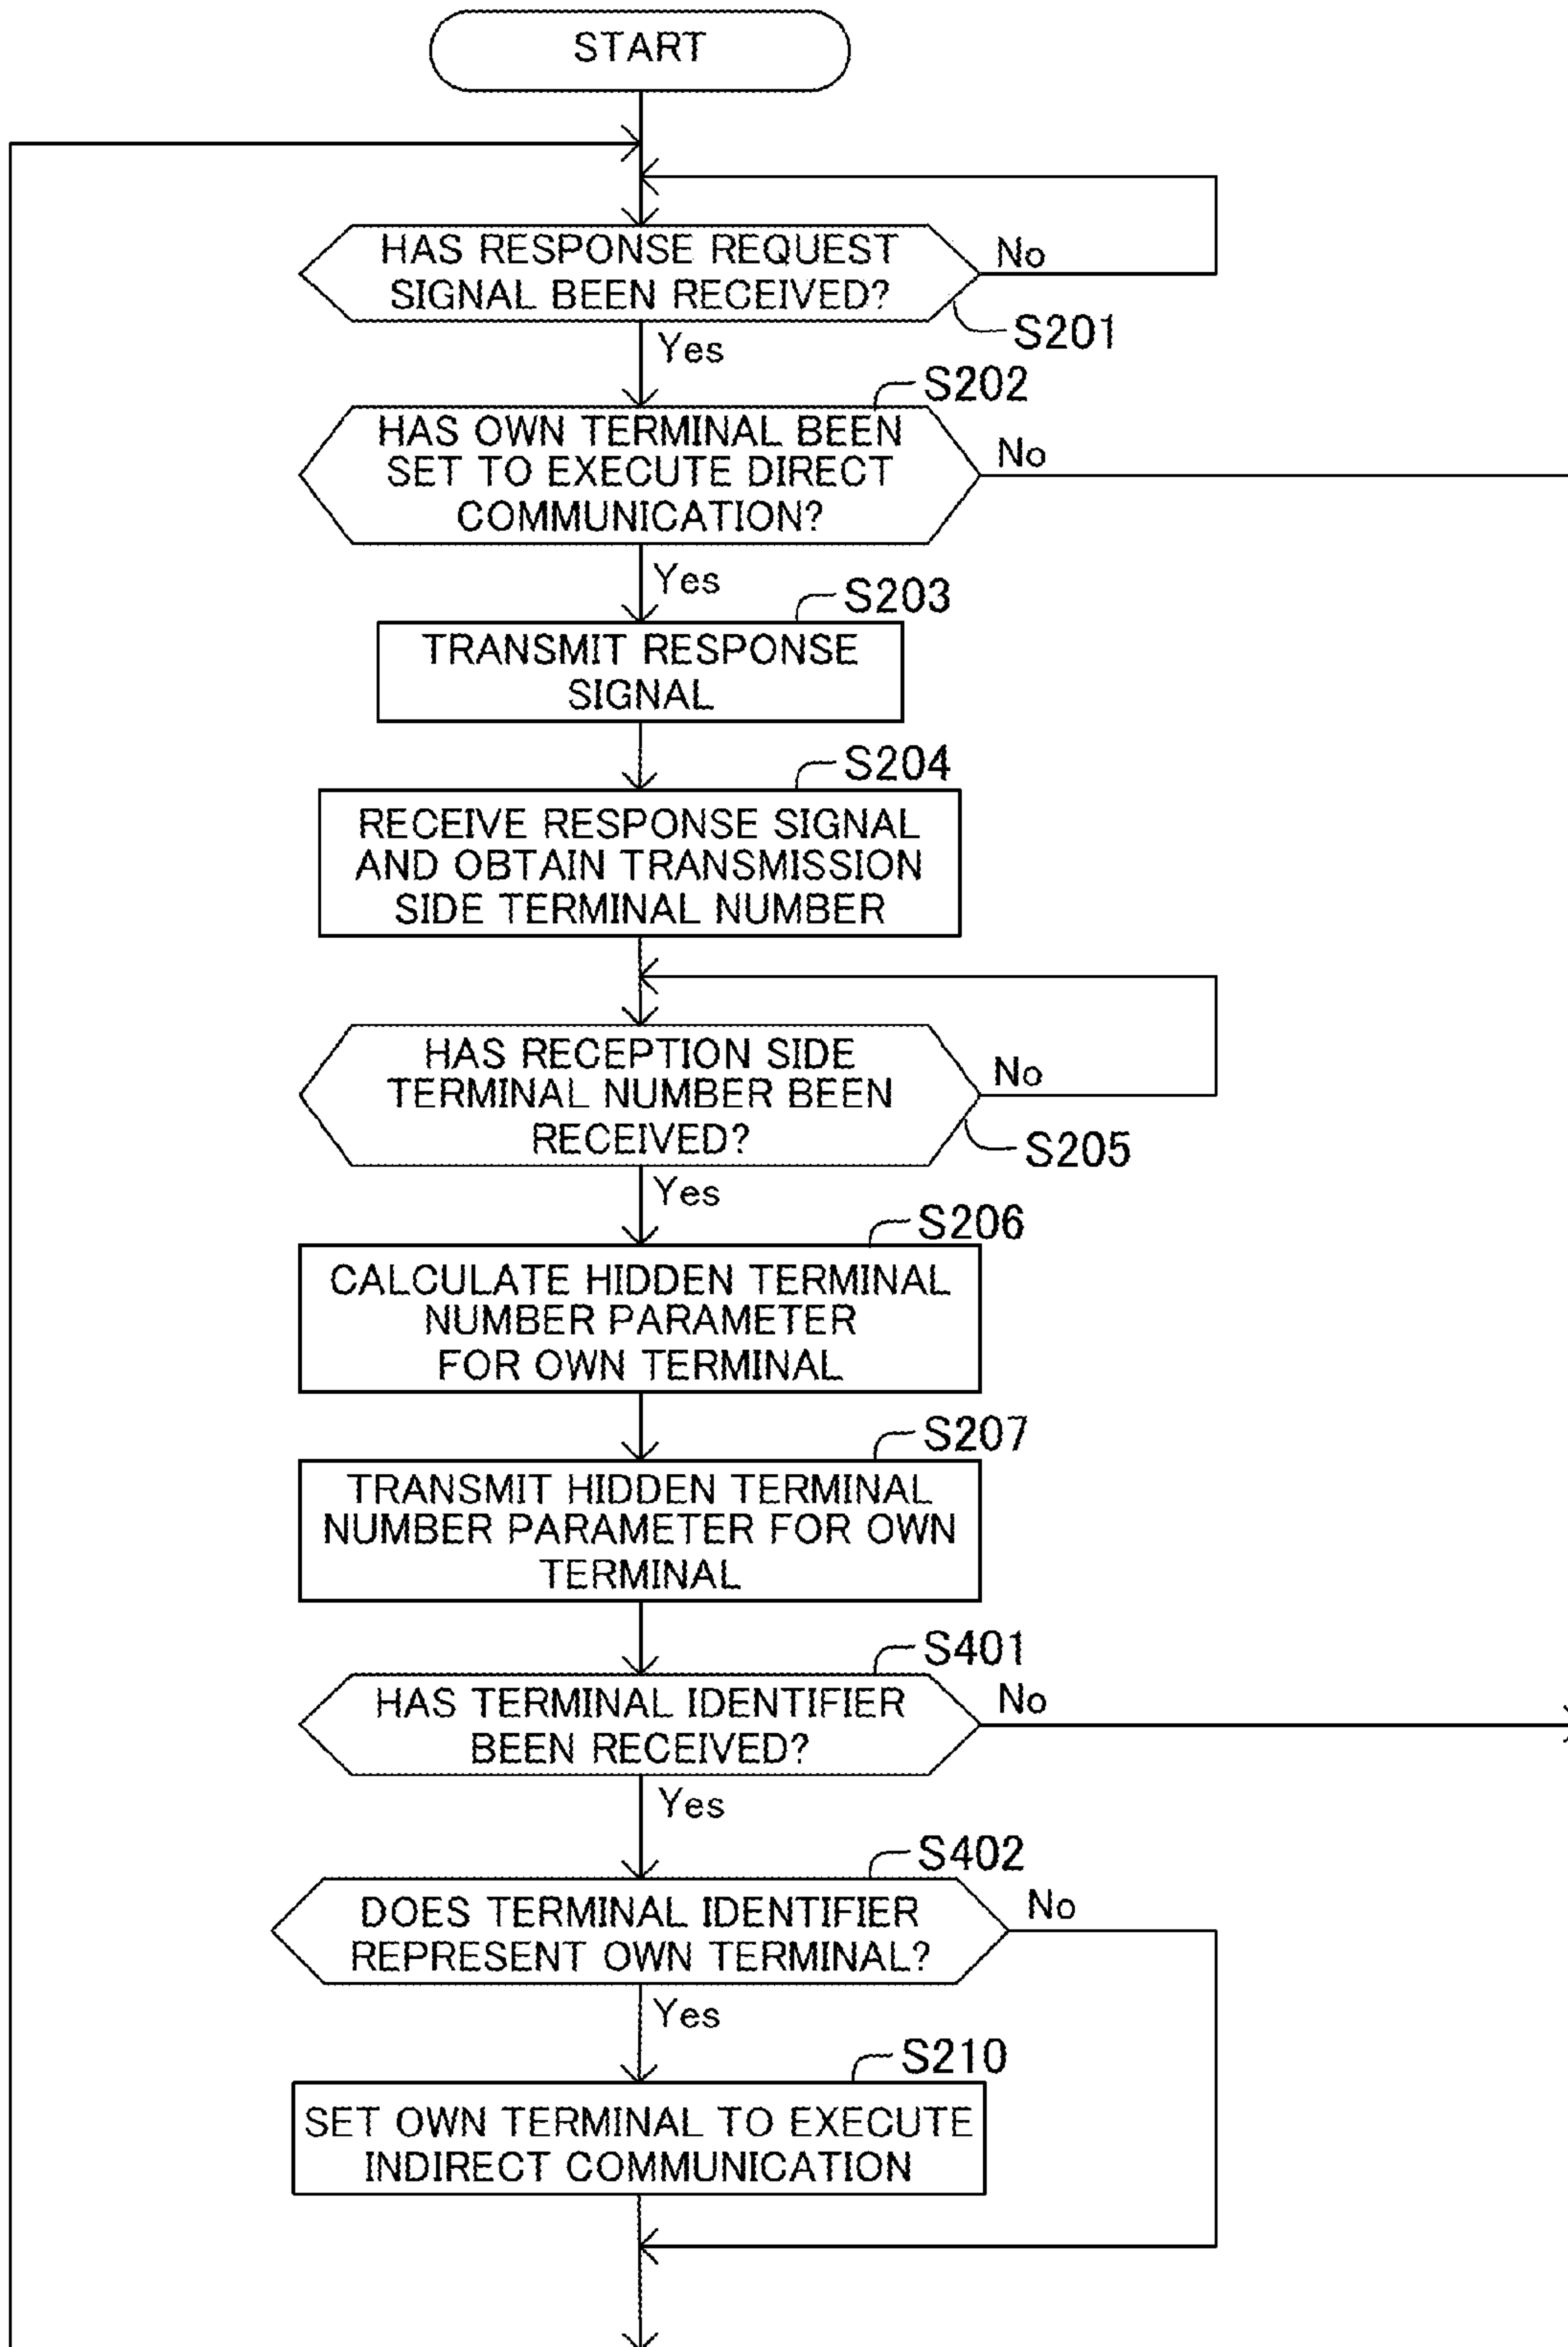 START
HAS RESPONSE REQUEST
SIGNAL BEEN RECEIVED?
No
S201
Yes
S202
HAS OWN TERMINAL BEEN
SET TO EXECUTE DIRECT
COMMUNICATION?
No
Yes
S203
TRANSMIT RESPONSE
SIGNAL
S204
RECEIVE RESPONSE SIGNAL
AND OBTAIN TRANSMISSION
SIDE TERMINAL NUMBER
HAS RECEPTION SIDE
TERMINAL NUMBER BEEN
RECEIVED?
No
S205
Yes
S206
CALCULATE HIDDEN TERMINAL
NUMBER PARAMETER
FOR OWN TERMINAL
S207
TRANSMIT HIDDEN TERMINAL
NUMBER PARAMETER FOR OWN
TERMINAL
S401
HAS TERMINAL IDENTIFIER
BEEN RECEIVED?
No
Yes
S402
DOES TERMINAL IDENTIFIER
REPRESENT OWN TERMINAL?
No
Yes
S210
SET OWN TERMINAL TO EXECUTE
INDIRECT COMMUNICATION